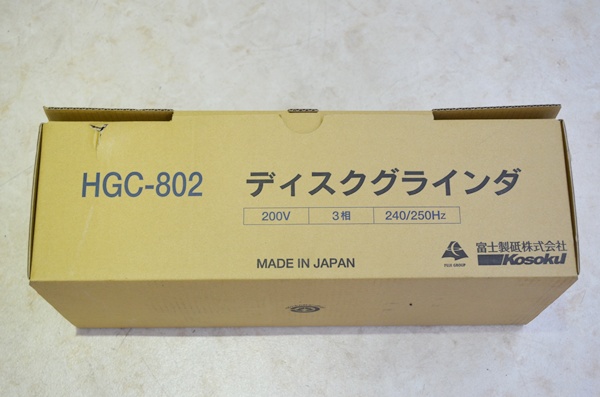 HGC-802 ディスクグラインダ
200V 3相 240/250Hz
富士製砥株式会社
Kosoku
MADE IN JAPAN